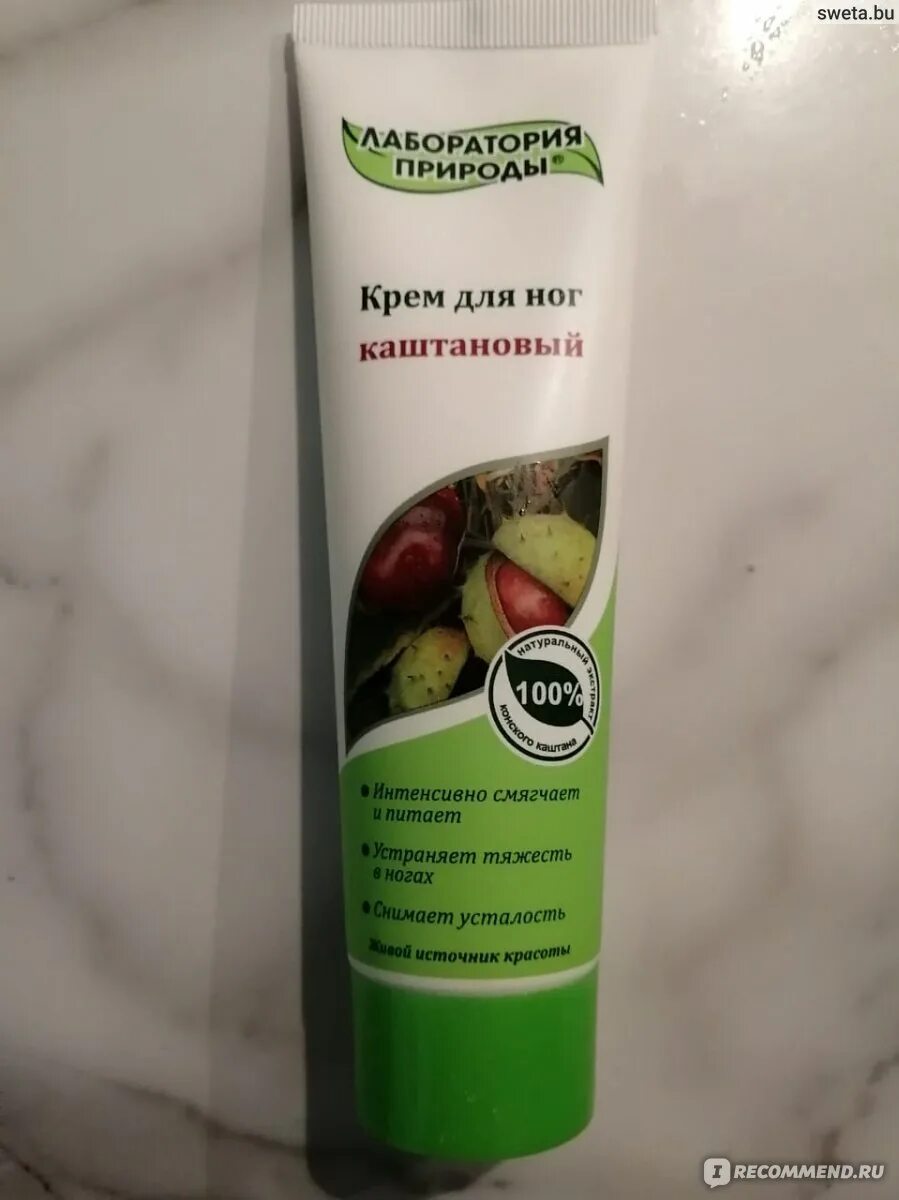 sweta.bu
ЛАБОРАТОРИЯ
ПРИРОДЫ®
Крем для ног
каштановый
натуральный экстракт
100%
конского каштана
• Интенсивно смягчает
и питает
• Устраняет тяжесть
в ногах
• Снимает усталость
Живой источник красоты
I RECOMMEND.RU